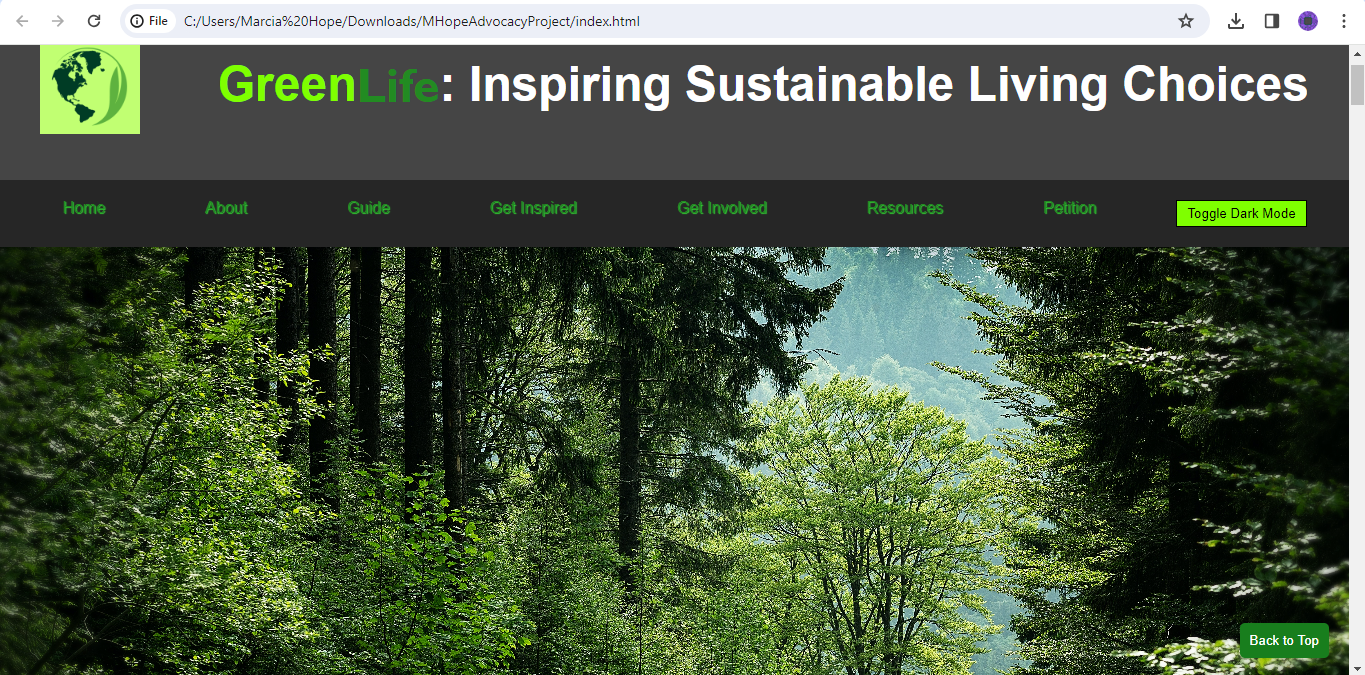 File C:/Users/Marcia%20Hope/Downloads/MHopeAdvocacyProject/index.html
GreenLife: Inspiring Sustainable Living Choices
Home About Guide Get Inspired Get Involved Resources Petition Toggle Dark Mode
Back to Top